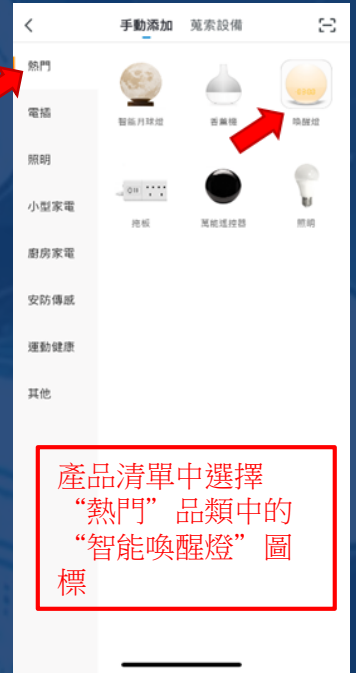 手動添加 蒐索設備
熱門
電插
照明
小型家電
廚房家電
安防傳感
運動健康
其他
智能月球燈 香薰機 喚醒燈
拖板 萬能遙控器 照明
產品清單中選擇
“熱門”品類中的
“智能喚醒燈”圖
標